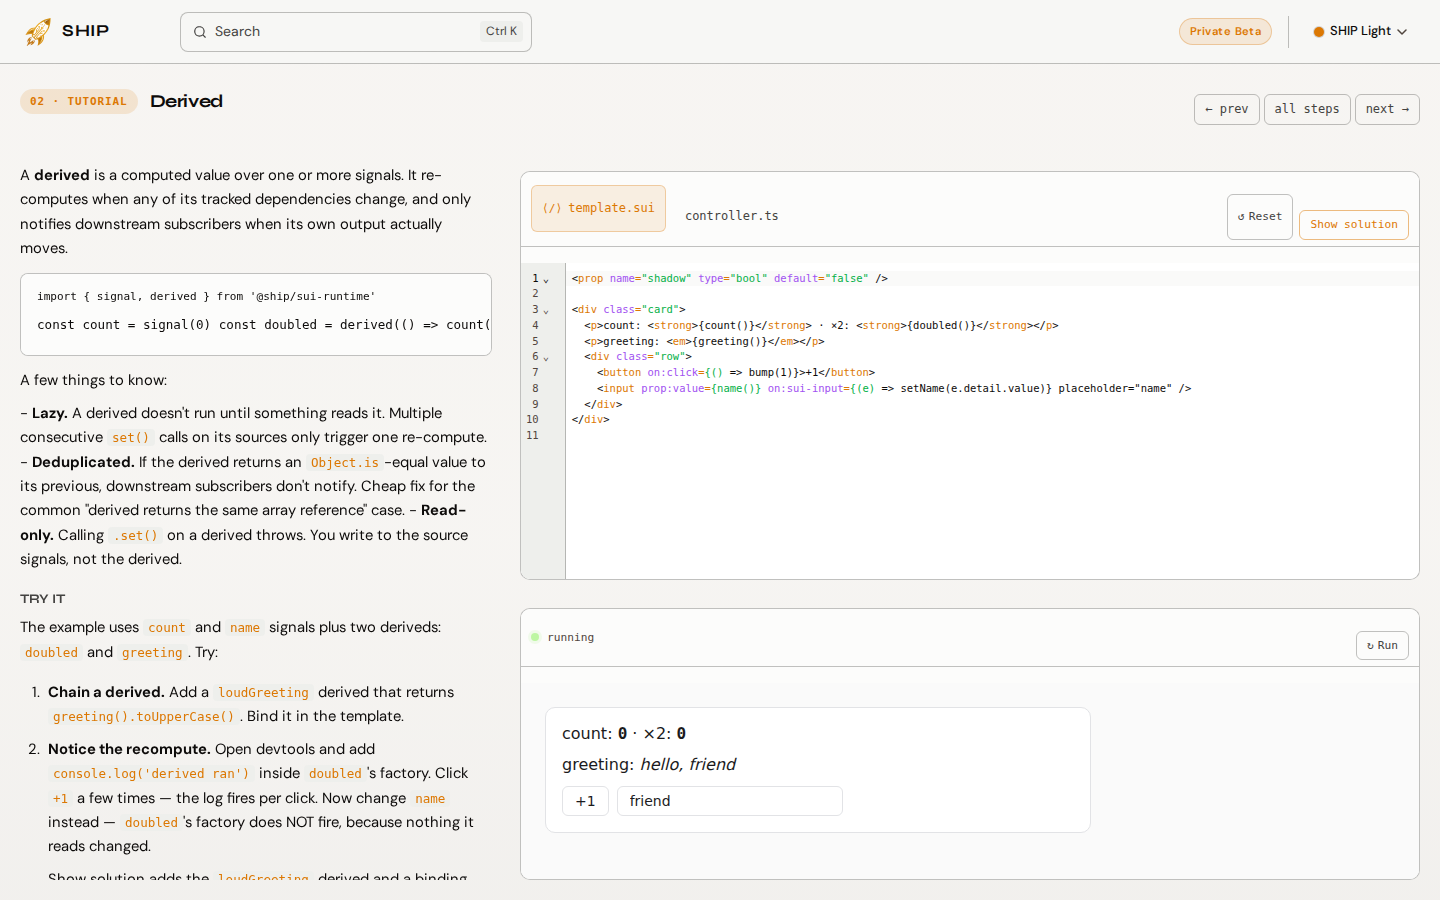 SHIP
Search
Ctrl K
Private Beta
SHIP Light
02 · TUTORIAL
Derived
← prev
all steps
next →
A derived is a computed value over one or more signals. It re-
computes when any of its tracked dependencies change, and only
notifies downstream subscribers when its own output actually
moves.
import { signal, derived } from '@ship/sui-runtime'
const count = signal(0) const doubled = derived(() => count(
A few things to know:
- Lazy. A derived doesn't run until something reads it. Multiple
consecutive set() calls on its sources only trigger one re-compute.
- Deduplicated. If the derived returns an Object.is-equal value to
its previous, downstream subscribers don't notify. Cheap fix for the
common "derived returns the same array reference" case. - Read-
only. Calling .set() on a derived throws. You write to the source
signals, not the derived.
TRY IT
The example uses count and name signals plus two deriveds:
doubled and greeting. Try:
1. Chain a derived. Add a loudGreeting derived that returns
greeting().toUpperCase(). Bind it in the template.
2. Notice the recompute. Open devtools and add
console.log('derived ran') inside doubled's factory. Click
+1 a few times — the log fires per click. Now change name
instead — doubled's factory does NOT fire, because nothing it
reads changed.
Show solution adds the loudGreeting derived and a binding
⟨/⟩ template.sui
controller.ts
↺ Reset
Show solution
1 <prop name="shadow" type="bool" default="false" />
2
3 <div class="card">
4 <p>count: <strong>{count()}</strong> · ×2: <strong>{doubled()}</strong></p>
5 <p>greeting: <em>{greeting()}</em></p>
6 <div class="row">
7 <button on:click={() => bump(1)}>+1</button>
8 <input prop:value={name()} on:sui-input={(e) => setName(e.detail.value)} placeholder="name" />
9 </div>
10 </div>
11
running
↻ Run
count: 0 · ×2: 0
greeting: hello, friend
+1
friend